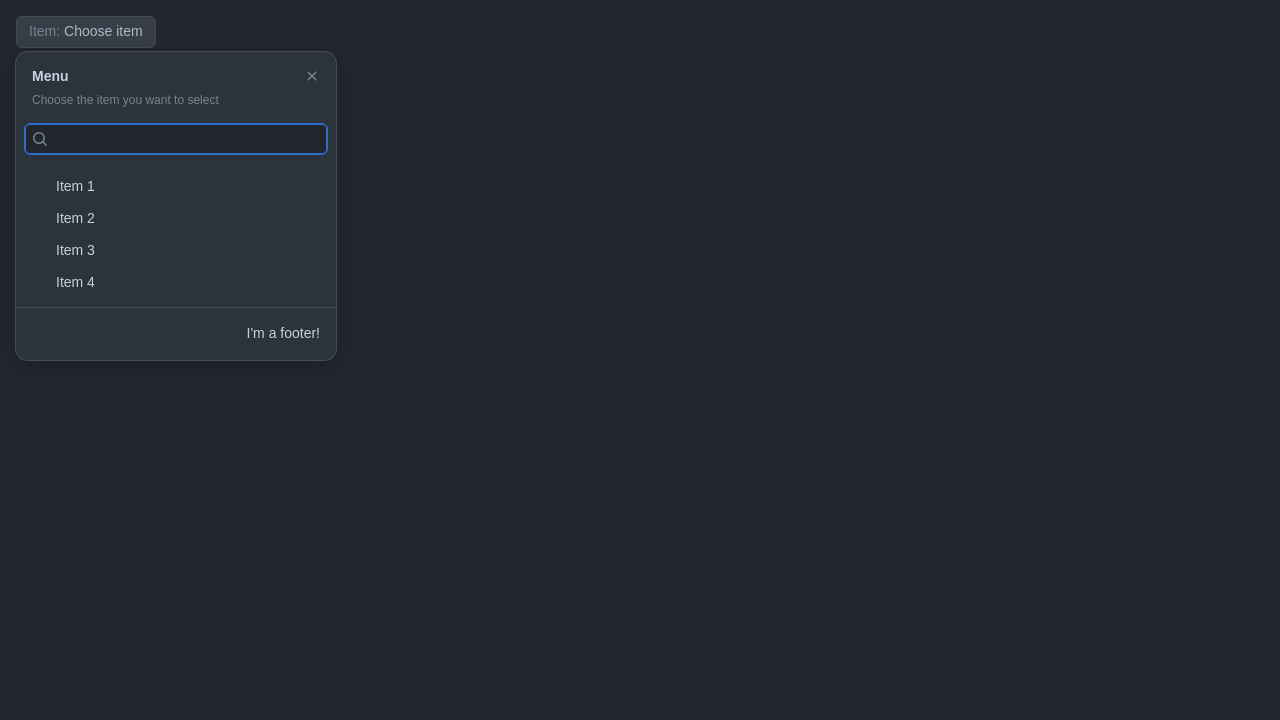 Item: Choose item
Menu
Choose the item you want to select
Item 1
Item 2
Item 3
Item 4
I'm a footer!